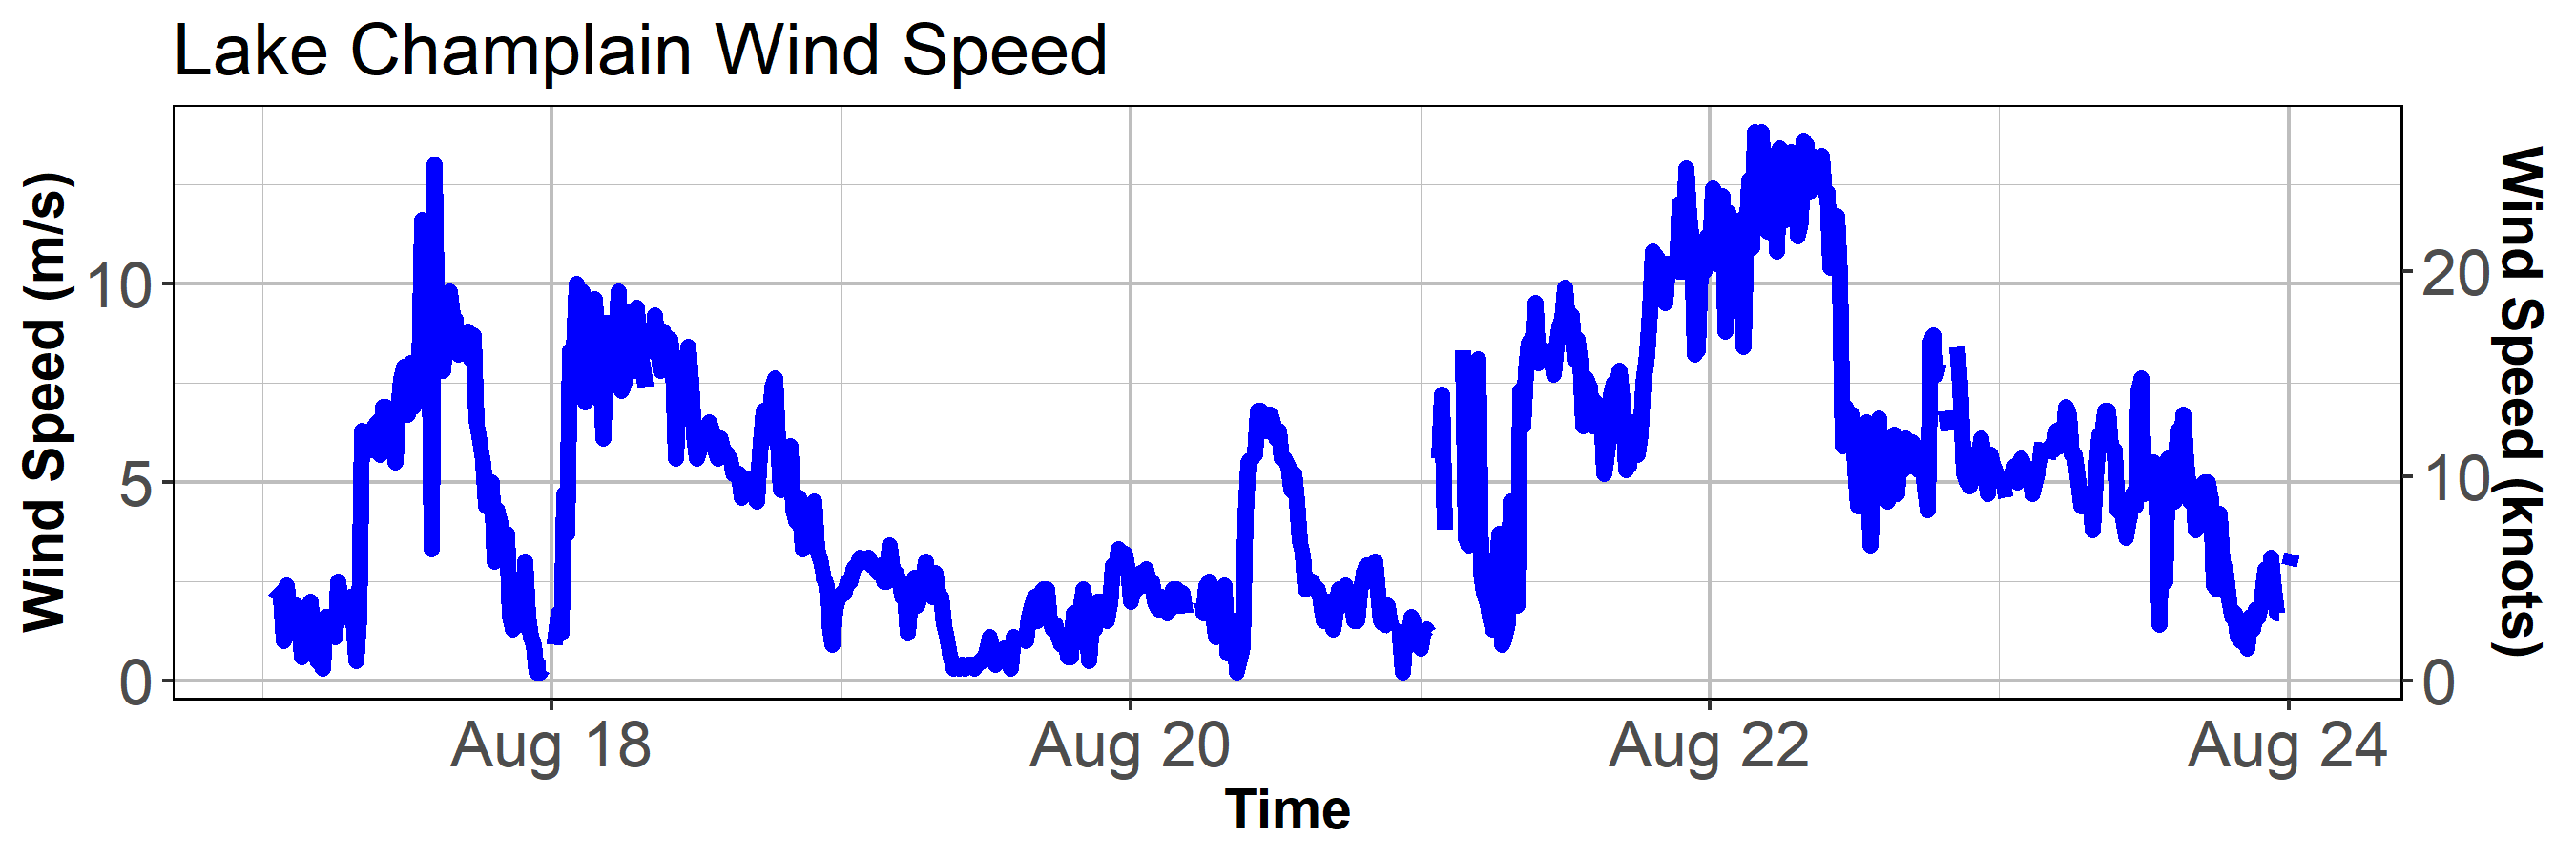 Lake Champlain Wind Speed
Wind Speed (m/s)
10
5
0
20
10
0
Wind Speed (knots)
Aug 18
Aug 20
Aug 22
Aug 24
Time